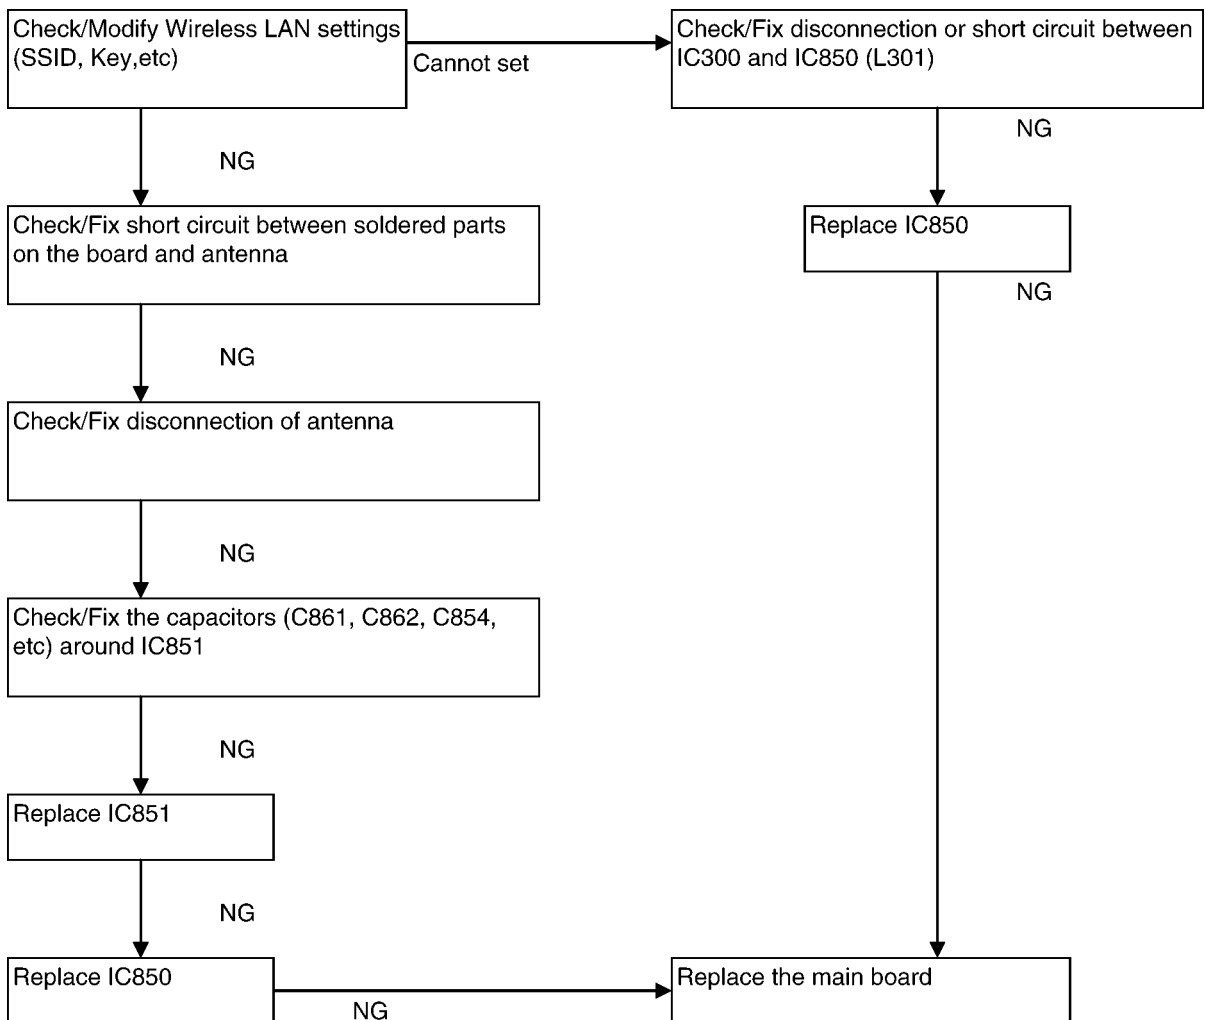 Check/Modify Wireless LAN settings
(SSID, Key,etc)
Cannot set
Check/Fix disconnection or short circuit between
IC300 and IC850 (L301)
NG
NG
Check/Fix short circuit between soldered parts
on the board and antenna
Replace IC850
NG
NG
Check/Fix disconnection of antenna
NG
Check/Fix the capacitors (C861, C862, C854,
etc) around IC851
NG
Replace IC851
NG
Replace IC850
NG
Replace the main board